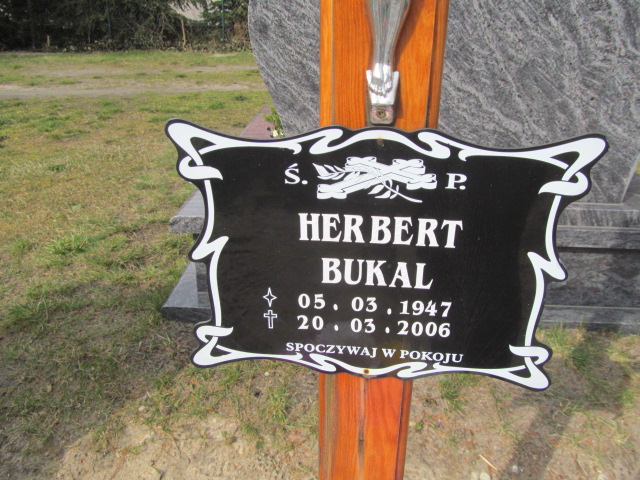 Ś. P.
HERBERT
BUKAL
05.03.1947
20.03.2006
SPOCZYWAJ W POKOJU